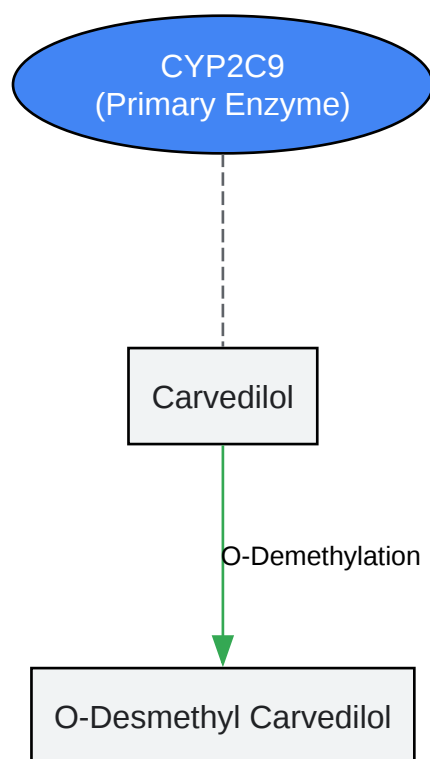 CYP2C9
(Primary Enzyme)
Carvedilol
O-Demethylation
O-Desmethyl Carvedilol